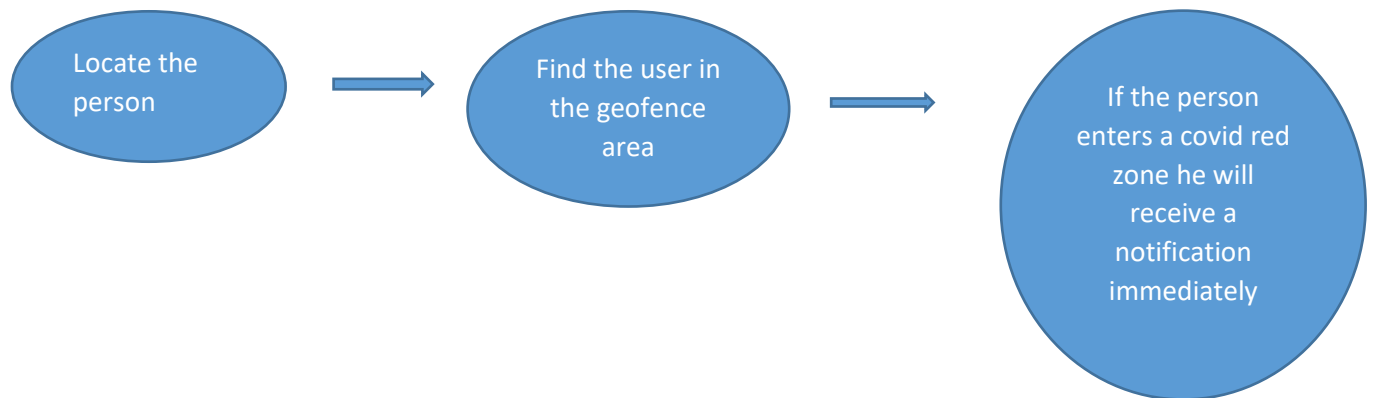 Locate the
person
Find the user in
the geofence
area
If the person
enters a covid red
zone he will
receive a
notification
immediately